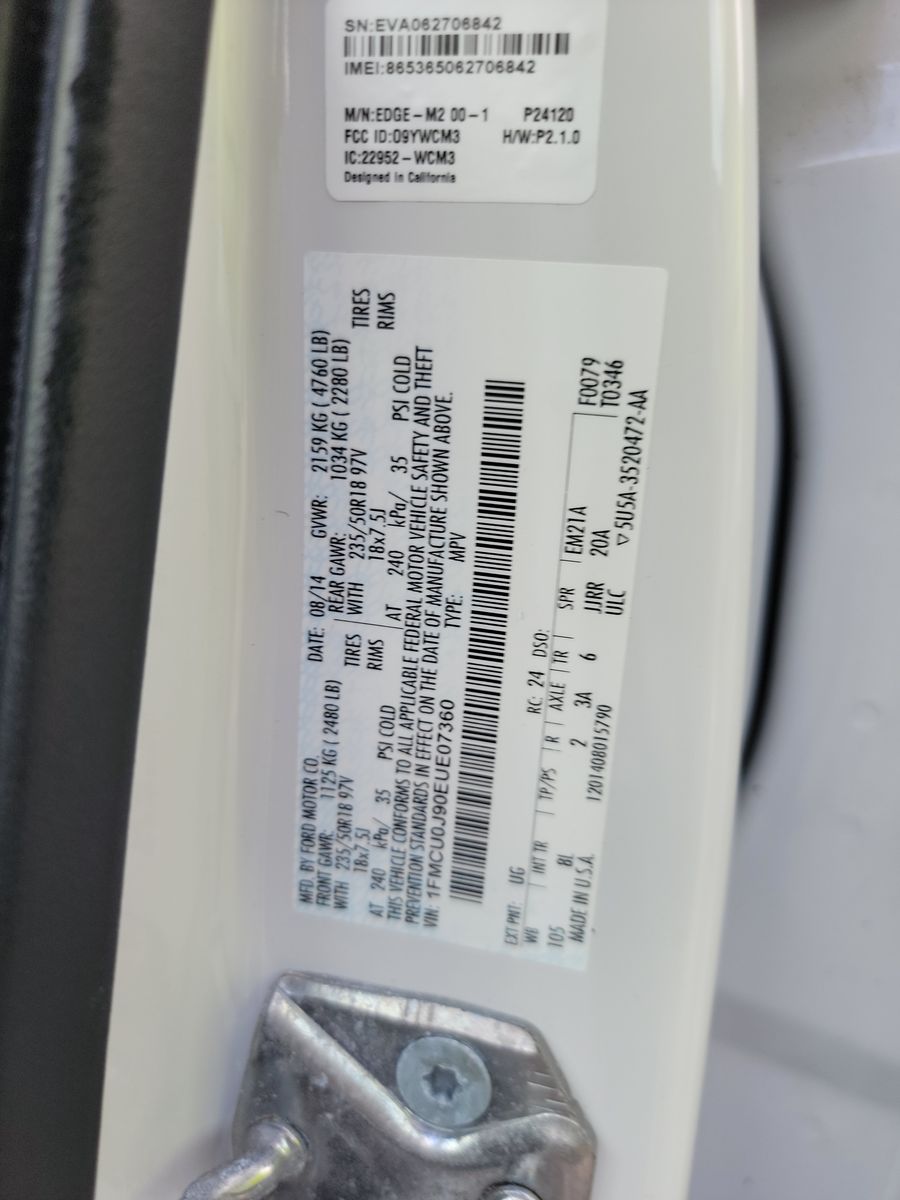 SN:EVA062706842
IMEI:865365062706842
M/N:EDGE-M2 00-1 P24120
FCC ID:O9YWCM3 H/W:P2.1.0
IC:22952-WCM3
Designed in California
MFD. BY FORD MOTOR CO. DATE: 08/14 GVWR: 2159 KG ( 4760 LB)
FRONT GAWR: 1125 KG ( 2480 LB) REAR GAWR: 1034 KG ( 2280 LB)
WITH 235/50R18 97V TIRES WITH 235/50R18 97V TIRES
18x7.5J RIMS 18x7.5J RIMS
AT 240 kPa/ 35 PSI COLD AT 240 kPa/ 35 PSI COLD
THIS VEHICLE CONFORMS TO ALL APPLICABLE FEDERAL MOTOR VEHICLE SAFETY AND THEFT
PREVENTION STANDARDS IN EFFECT ON THE DATE OF MANUFACTURE SHOWN ABOVE.
VIN: 1FMCU0J90EUE07360 TYPE: MPV
EXT PNT: UG RC: 24 DSO: F0079
WB INT TR TP/PS R AXLE TR SPR EM21A T0346
105 8L 2 3A 6 JJRR 20A
MADE IN U.S.A. 1201408015790 ULC ▽5U5A-3520472-AA